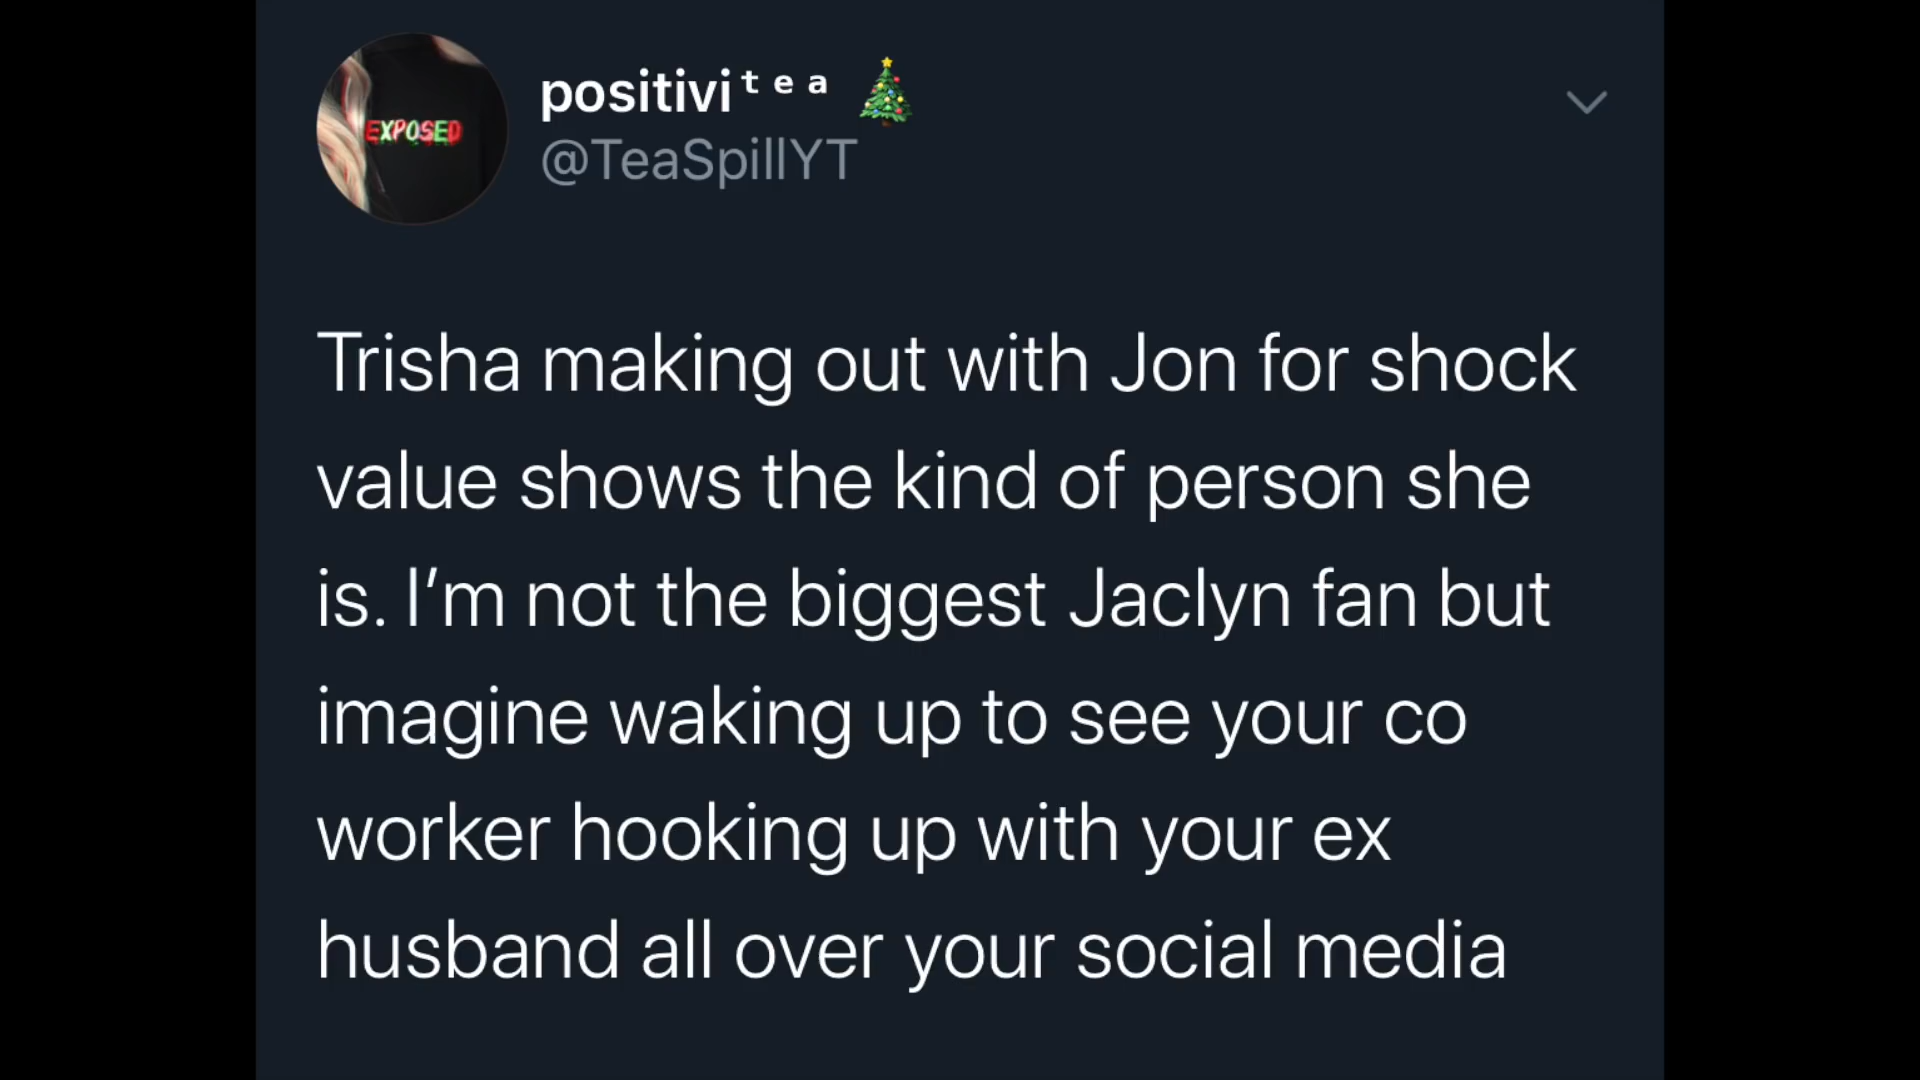 EXPOSED
positiviᵗ ᵉ ᵃ 🎄
@TeaSpillYT
Trisha making out with Jon for shock
value shows the kind of person she
is. I’m not the biggest Jaclyn fan but
imagine waking up to see your co
worker hooking up with your ex
husband all over your social media